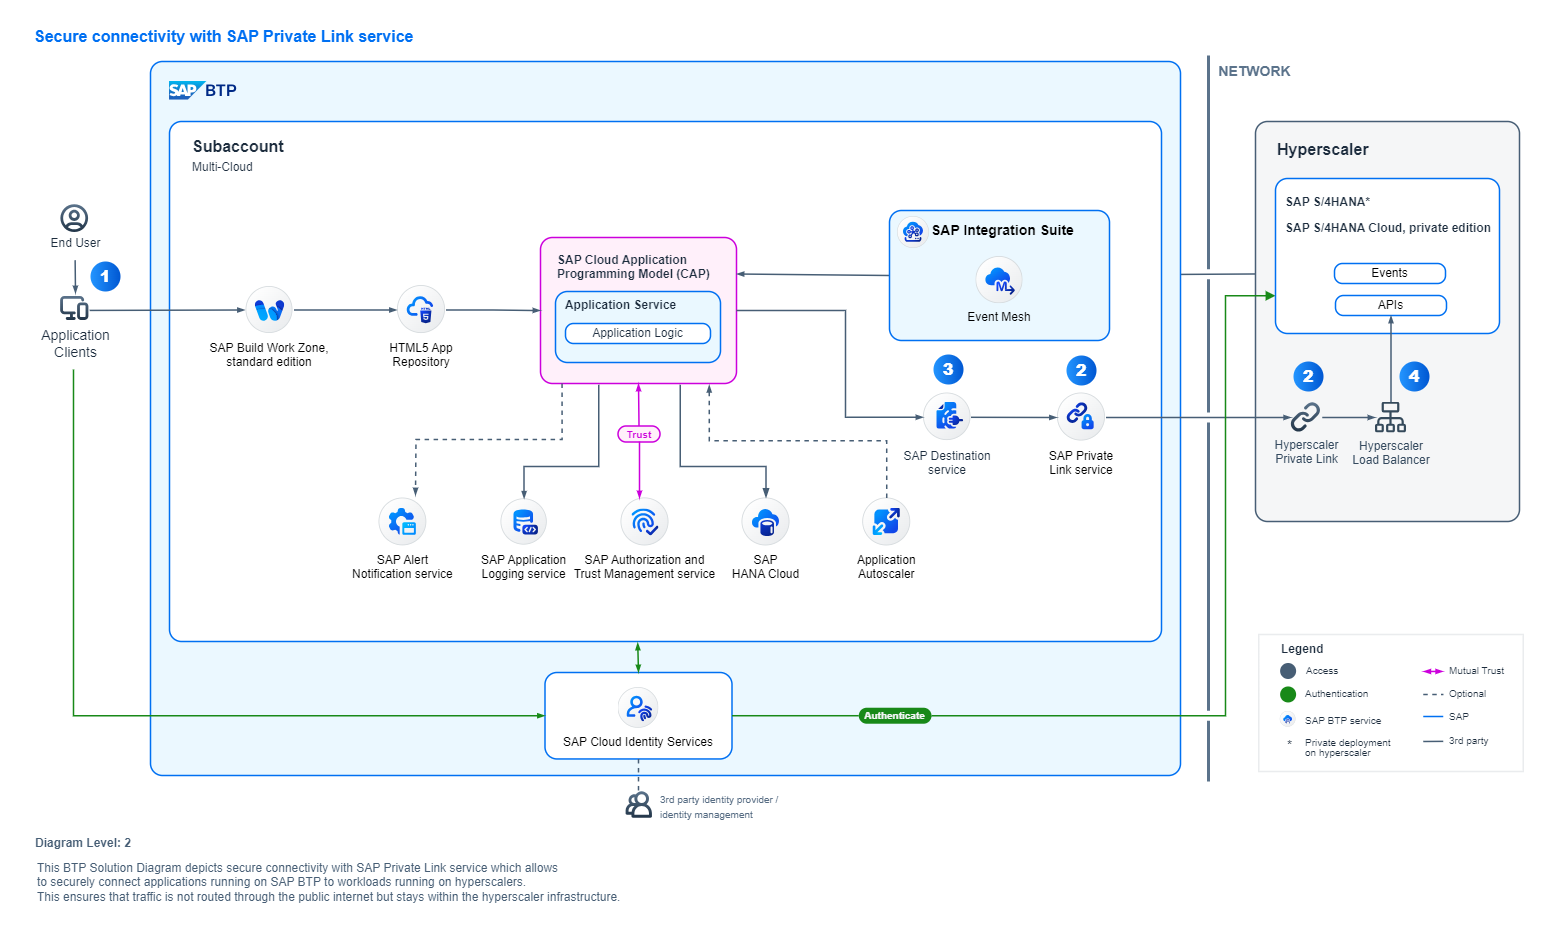 Secure connectivity with SAP Private Link service
NETWORK
SAP BTP
Subaccount
Multi-Cloud
Hyperscaler
SAP S/4HANA*
SAP S/4HANA Cloud, private edition
Events
APIs
End User
1
Application
Clients
SAP Build Work Zone,
standard edition
HTML5 App
Repository
5
SAP Cloud Application
Programming Model (CAP)
Application Service
Application Logic
SAP Integration Suite
M
Event Mesh
3
2
2
4
SAP Destination
service
SAP Private
Link service
Hyperscaler
Private Link
Hyperscaler
Load Balancer
Trust
SAP Alert
Notification service
SAP Application
Logging service
SAP Authorization and
Trust Management service
SAP
HANA Cloud
Application
Autoscaler
SAP Cloud Identity Services
Authenticate
3rd party identity provider /
identity management
Legend
Access
Mutual Trust
Authentication
Optional
SAP BTP service
SAP
* Private deployment
on hyperscaler
3rd party
Diagram Level: 2
This BTP Solution Diagram depicts secure connectivity with SAP Private Link service which allows
to securely connect applications running on SAP BTP to workloads running on hyperscalers.
This ensures that traffic is not routed through the public internet but stays within the hyperscaler infrastructure.